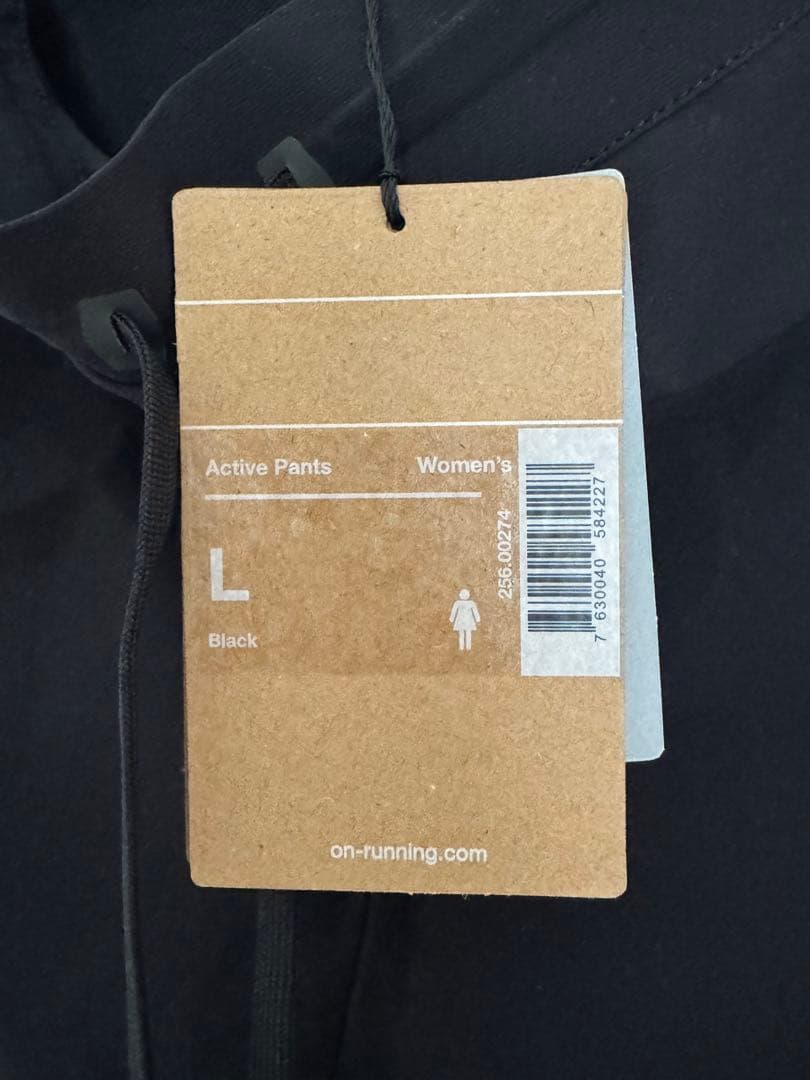 Active Pants
Women's
L
Black
256.00274
7 630040 584227
on-running.com